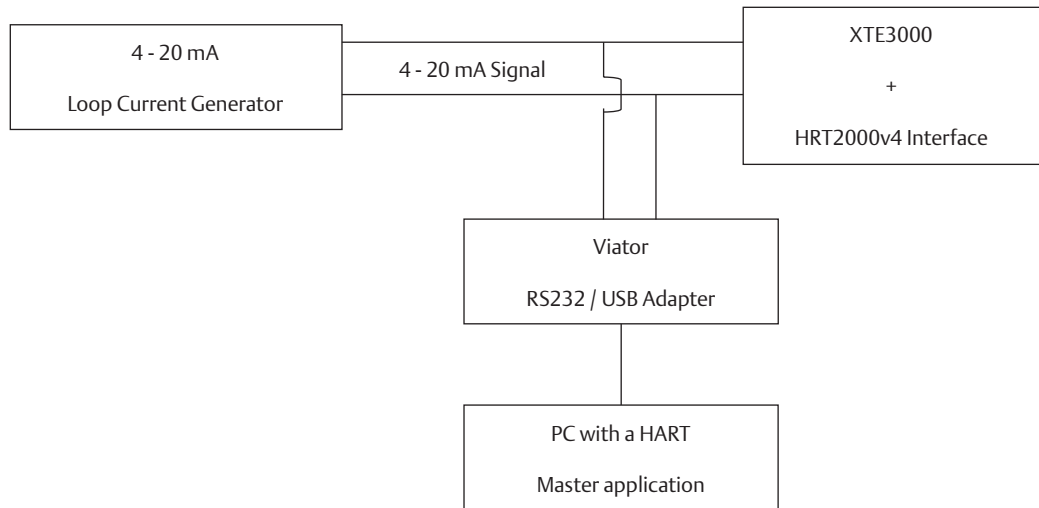 4 - 20 mA
Loop Current Generator
4 - 20 mA Signal
XTE3000
+
HRT2000v4 Interface
Viator
RS232 / USB Adapter
PC with a HART
Master application